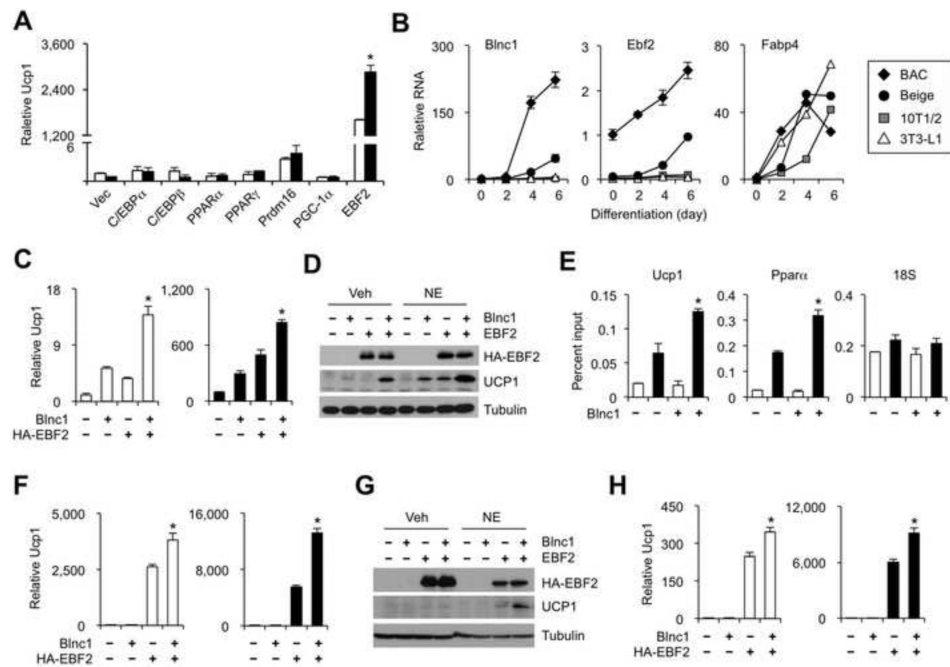 A
Raletive Ucp1
3,600
2,400
1,200
6
0
Vec
C/EBPα
C/EBPβ
PPARα
PPARγ
Prdm16
PGC-1α
EBF2
*
B
Raletive RNA
Blnc1
Ebf2
Fabp4
300
150
0
3
2
1
0
80
40
0
0 2 4 6
0 2 4 6
0 2 4 6
Differentiation (day)
BAC
Beige
10T1/2
3T3-L1
C
Relative Ucp1
18
12
6
0
*
1,200
600
300
0
*
Blnc1
- + - +
- + - +
HA-EBF2
- - + +
- - + +
D
Veh
NE
- + - + - + - +
Blnc1
- - + + - - + +
EBF2
HA-EBF2
UCP1
Tubulin
E
Percent input
Ucp1
Pparα
18S
0.15
0.10
0.05
0
*
0.4
0.2
0
*
0.4
0.2
0.0
Blnc1
- - + +
- - + +
- - + +
F
Relative Ucp1
5,000
2,500
0
*
16,000
8,000
0
*
Blnc1
- + - +
- + - +
HA-EBF2
- - + +
- - + +
G
Veh
NE
- + - + - + - +
Blnc1
- - + + - - + +
EBF2
HA-EBF2
UCP1
Tubulin
H
Relative Ucp1
450
300
150
0
*
12,000
6,000
0
*
Blnc1
- + - +
- + - +
HA-EBF2
- - + +
- - + +